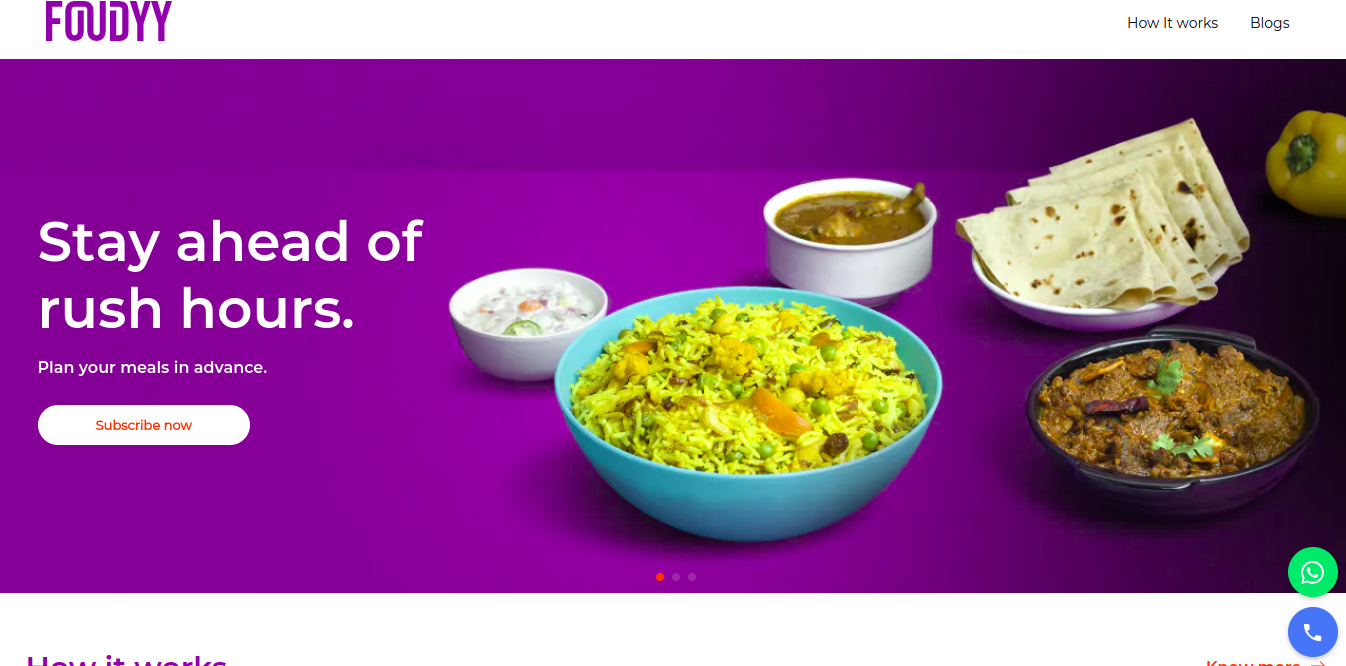 FOUDYY
How It works
Blogs
Stay ahead of
rush hours.
Plan your meals in advance.
Subscribe now
How it works
Know more